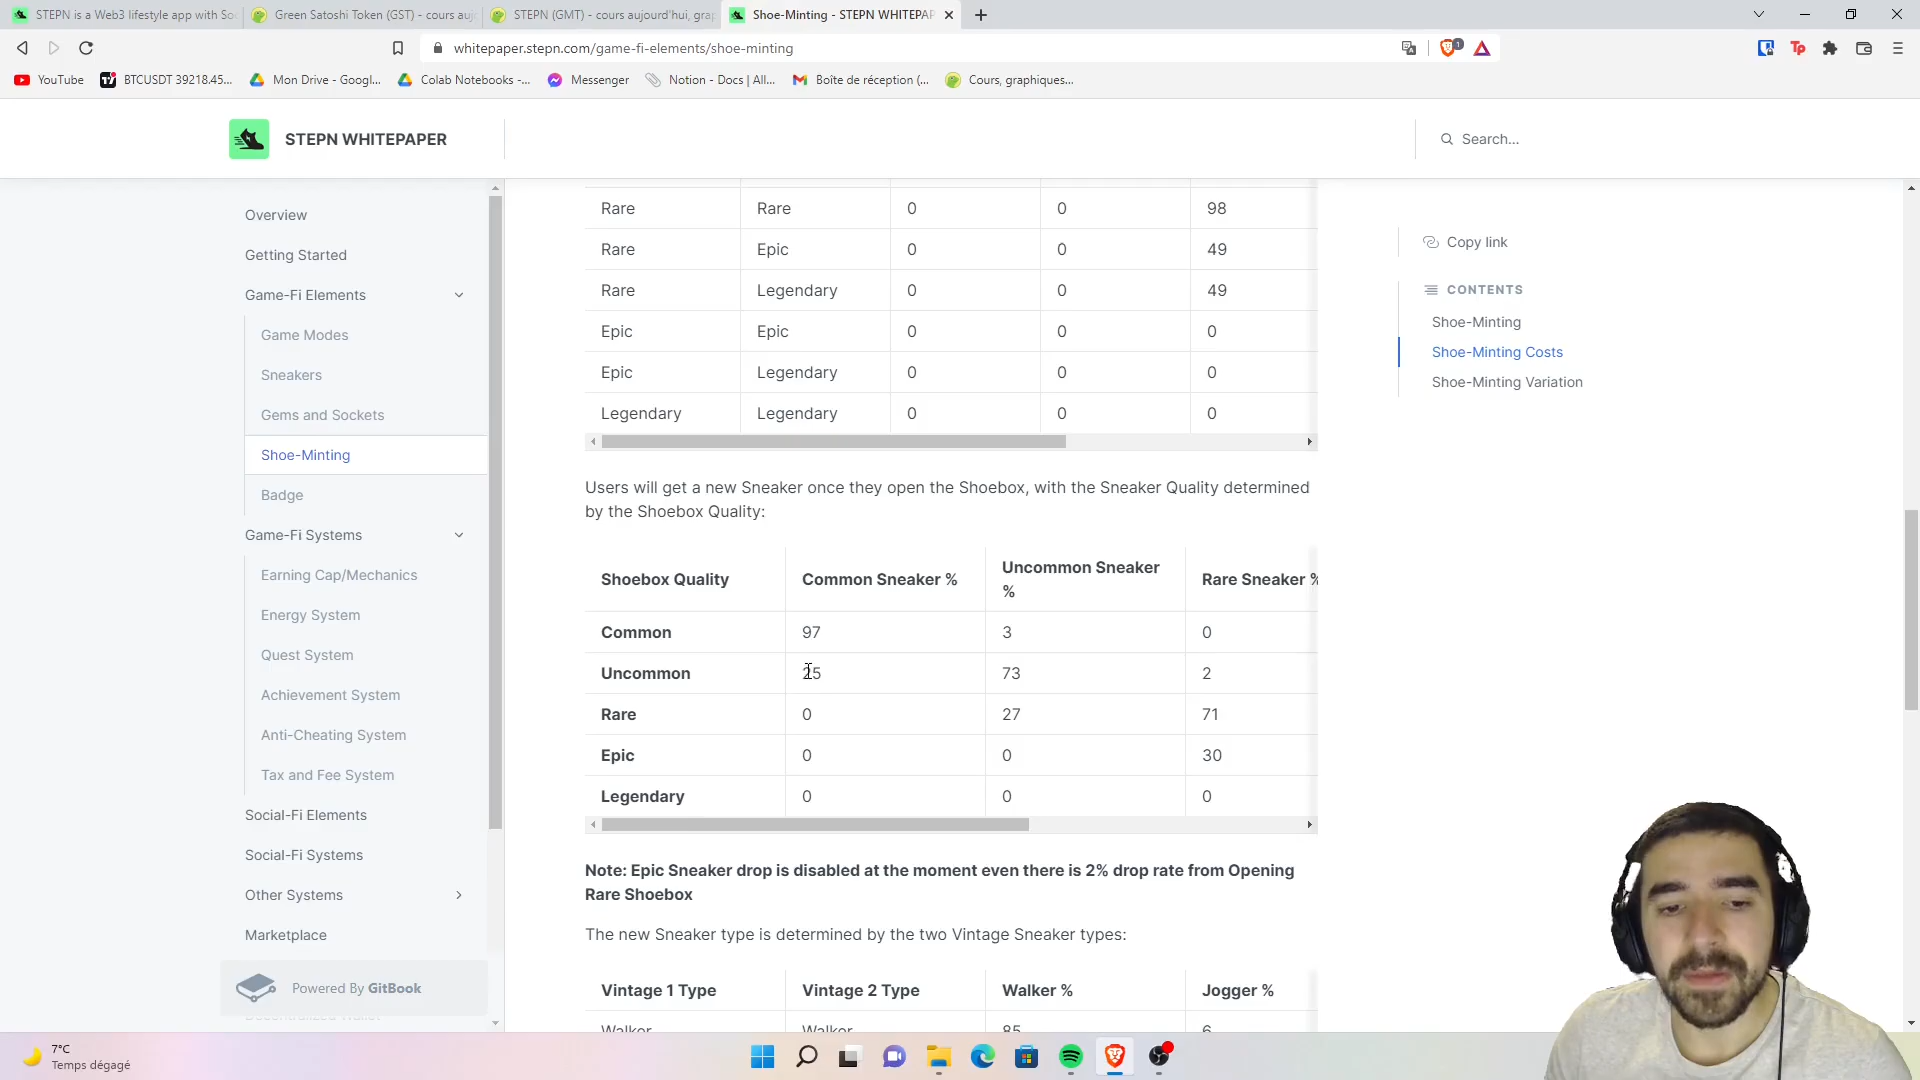 STEPN is a Web3 lifestyle app with So
Green Satoshi Token (GST) - cours auj
STEPN (GMT) - cours aujourd'hui, gra
Shoe-Minting - STEPN WHITEPAP
whitepaper.stepn.com/game-fi-elements/shoe-minting
1
YouTube
BTCUSDT 39218.45...
Mon Drive - Googl...
Colab Notebooks -...
Messenger
Notion - Docs | All...
Boîte de réception (...
Cours, graphiques...
STEPN WHITEPAPER
Search...
Overview
Getting Started
Game-Fi Elements
Game Modes
Sneakers
Gems and Sockets
Shoe-Minting
Badge
Game-Fi Systems
Earning Cap/Mechanics
Energy System
Quest System
Achievement System
Anti-Cheating System
Tax and Fee System
Social-Fi Elements
Social-Fi Systems
Other Systems
Marketplace
Powered By GitBook
Rare Rare 0 0 98
Rare Epic 0 0 49
Rare Legendary 0 0 49
Epic Epic 0 0 0
Epic Legendary 0 0 0
Legendary Legendary 0 0 0
Users will get a new Sneaker once they open the Shoebox, with the Sneaker Quality determined
by the Shoebox Quality:
Shoebox Quality Common Sneaker % Uncommon Sneaker % Rare Sneaker %
Common 97 3 0
Uncommon 25 73 2
Rare 0 27 71
Epic 0 0 30
Legendary 0 0 0
Note: Epic Sneaker drop is disabled at the moment even there is 2% drop rate from Opening
Rare Shoebox
The new Sneaker type is determined by the two Vintage Sneaker types:
Vintage 1 Type Vintage 2 Type Walker % Jogger %
Walker Walker 85 6
Copy link
CONTENTS
Shoe-Minting
Shoe-Minting Costs
Shoe-Minting Variation
7°C
Temps dégagé